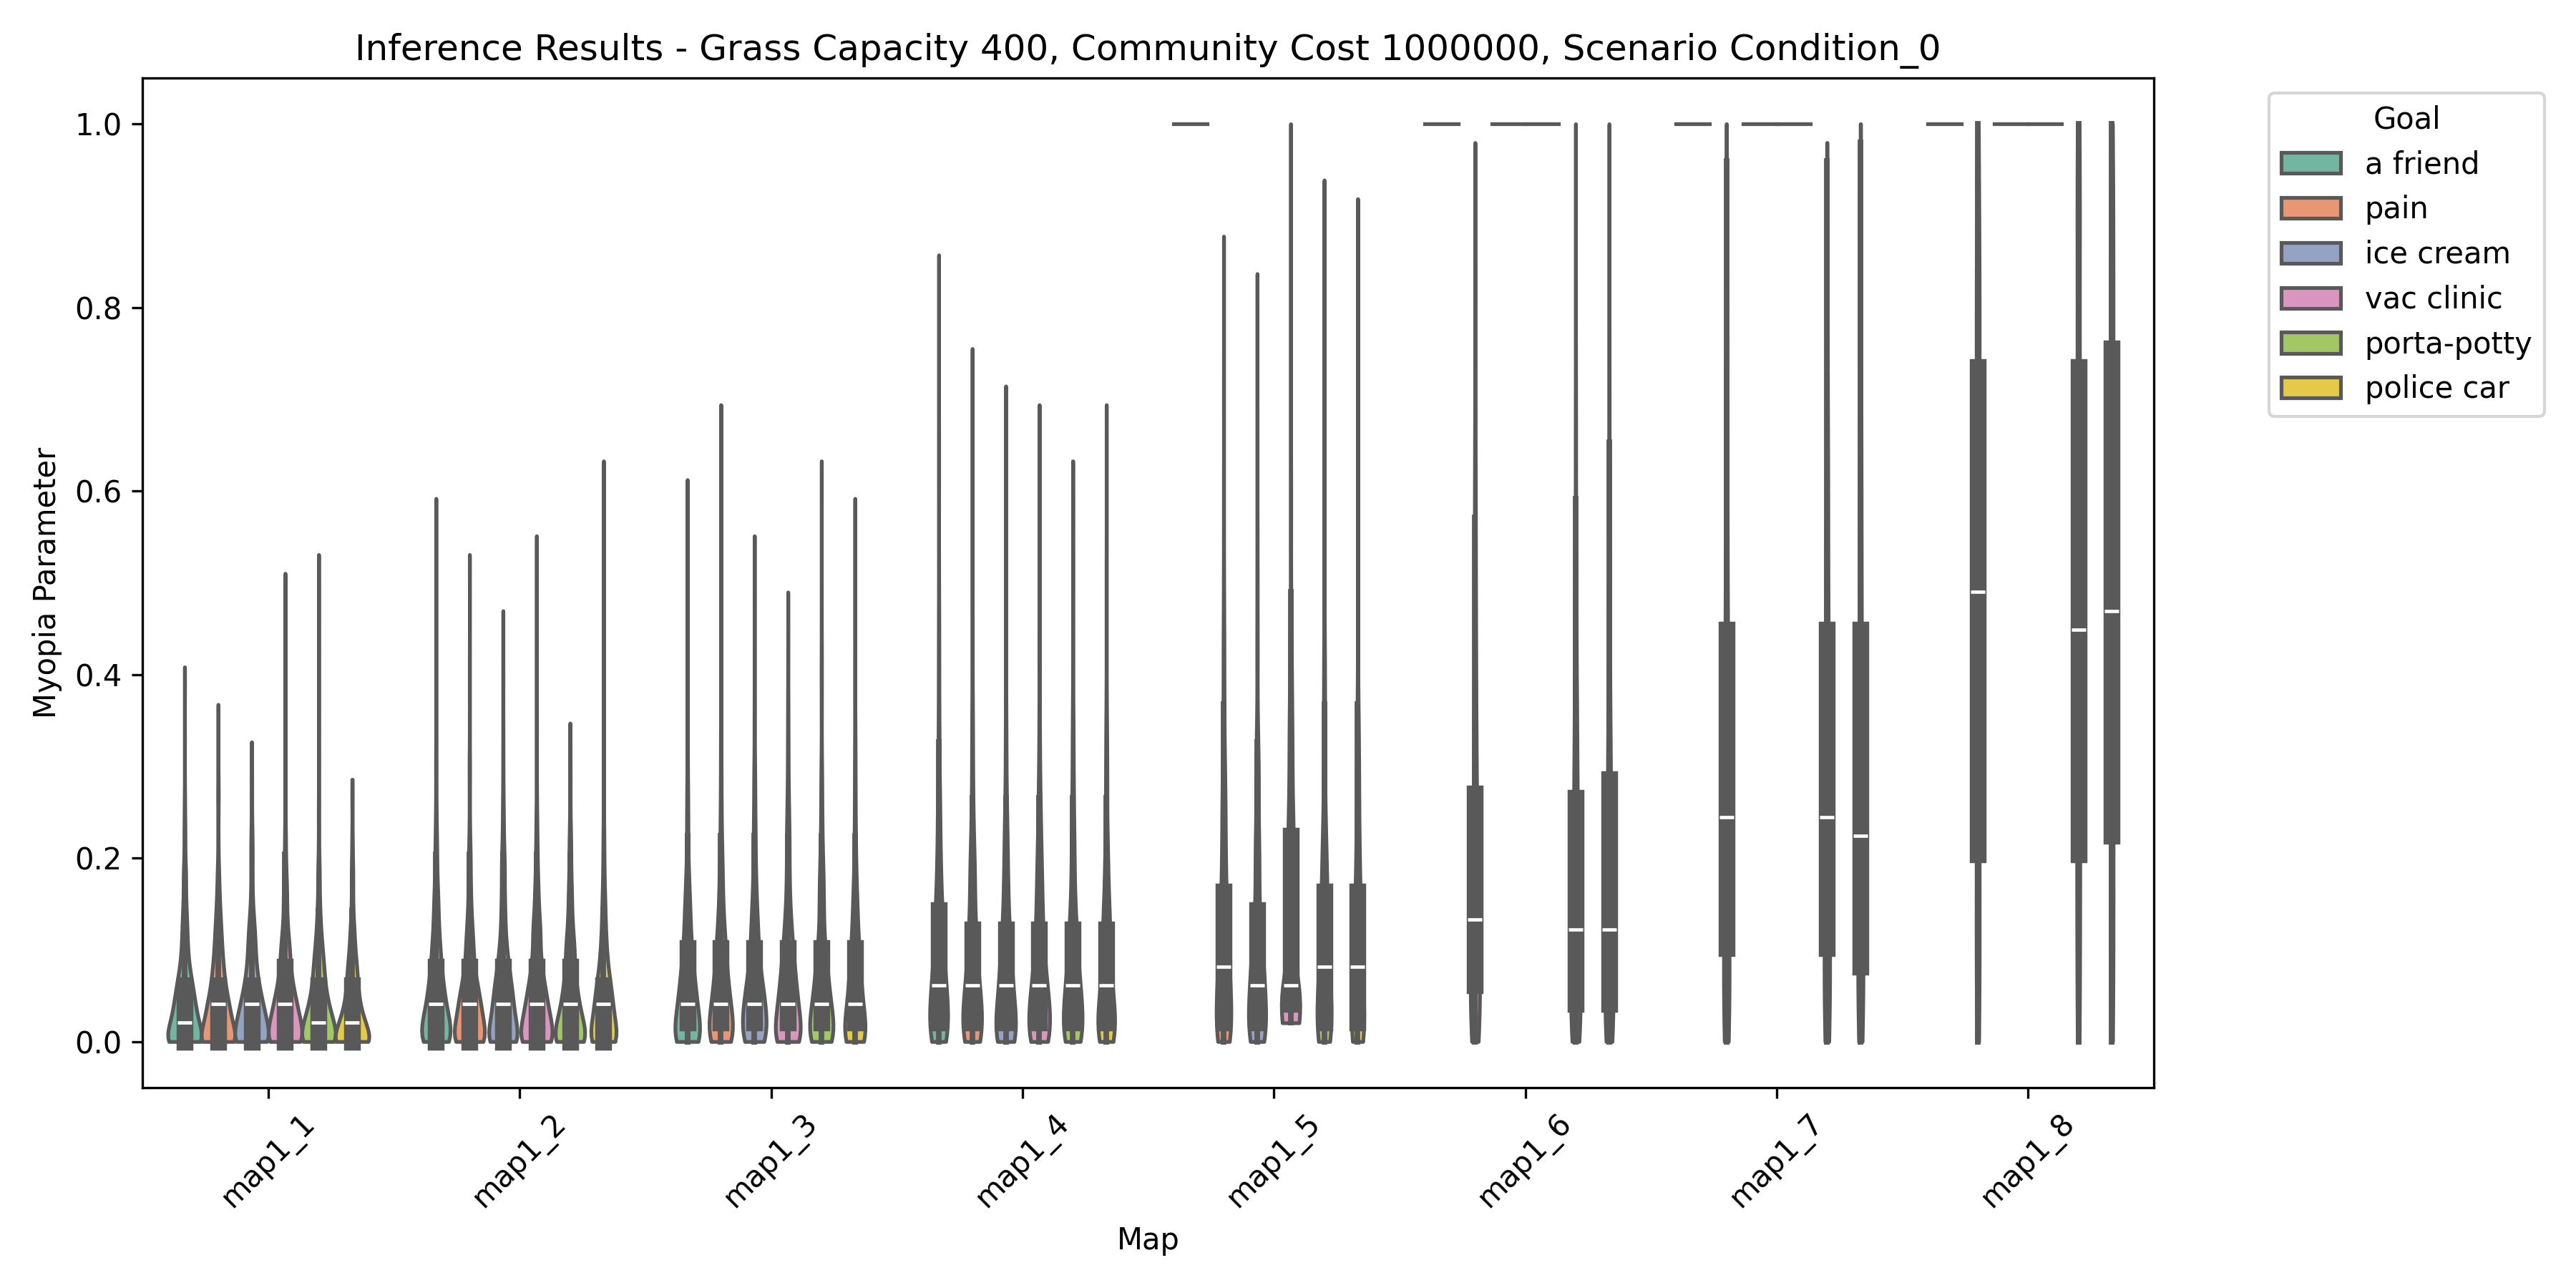 Inference Results - Grass Capacity 400, Community Cost 1000000, Scenario Condition_0
Myopia Parameter
1.0
0.8
0.6
0.4
0.2
0.0
map1_1
map1_2
map1_3
map1_4
map1_5
map1_6
map1_7
map1_8
Map
Goal
a friend
pain
ice cream
vac clinic
porta-potty
police car